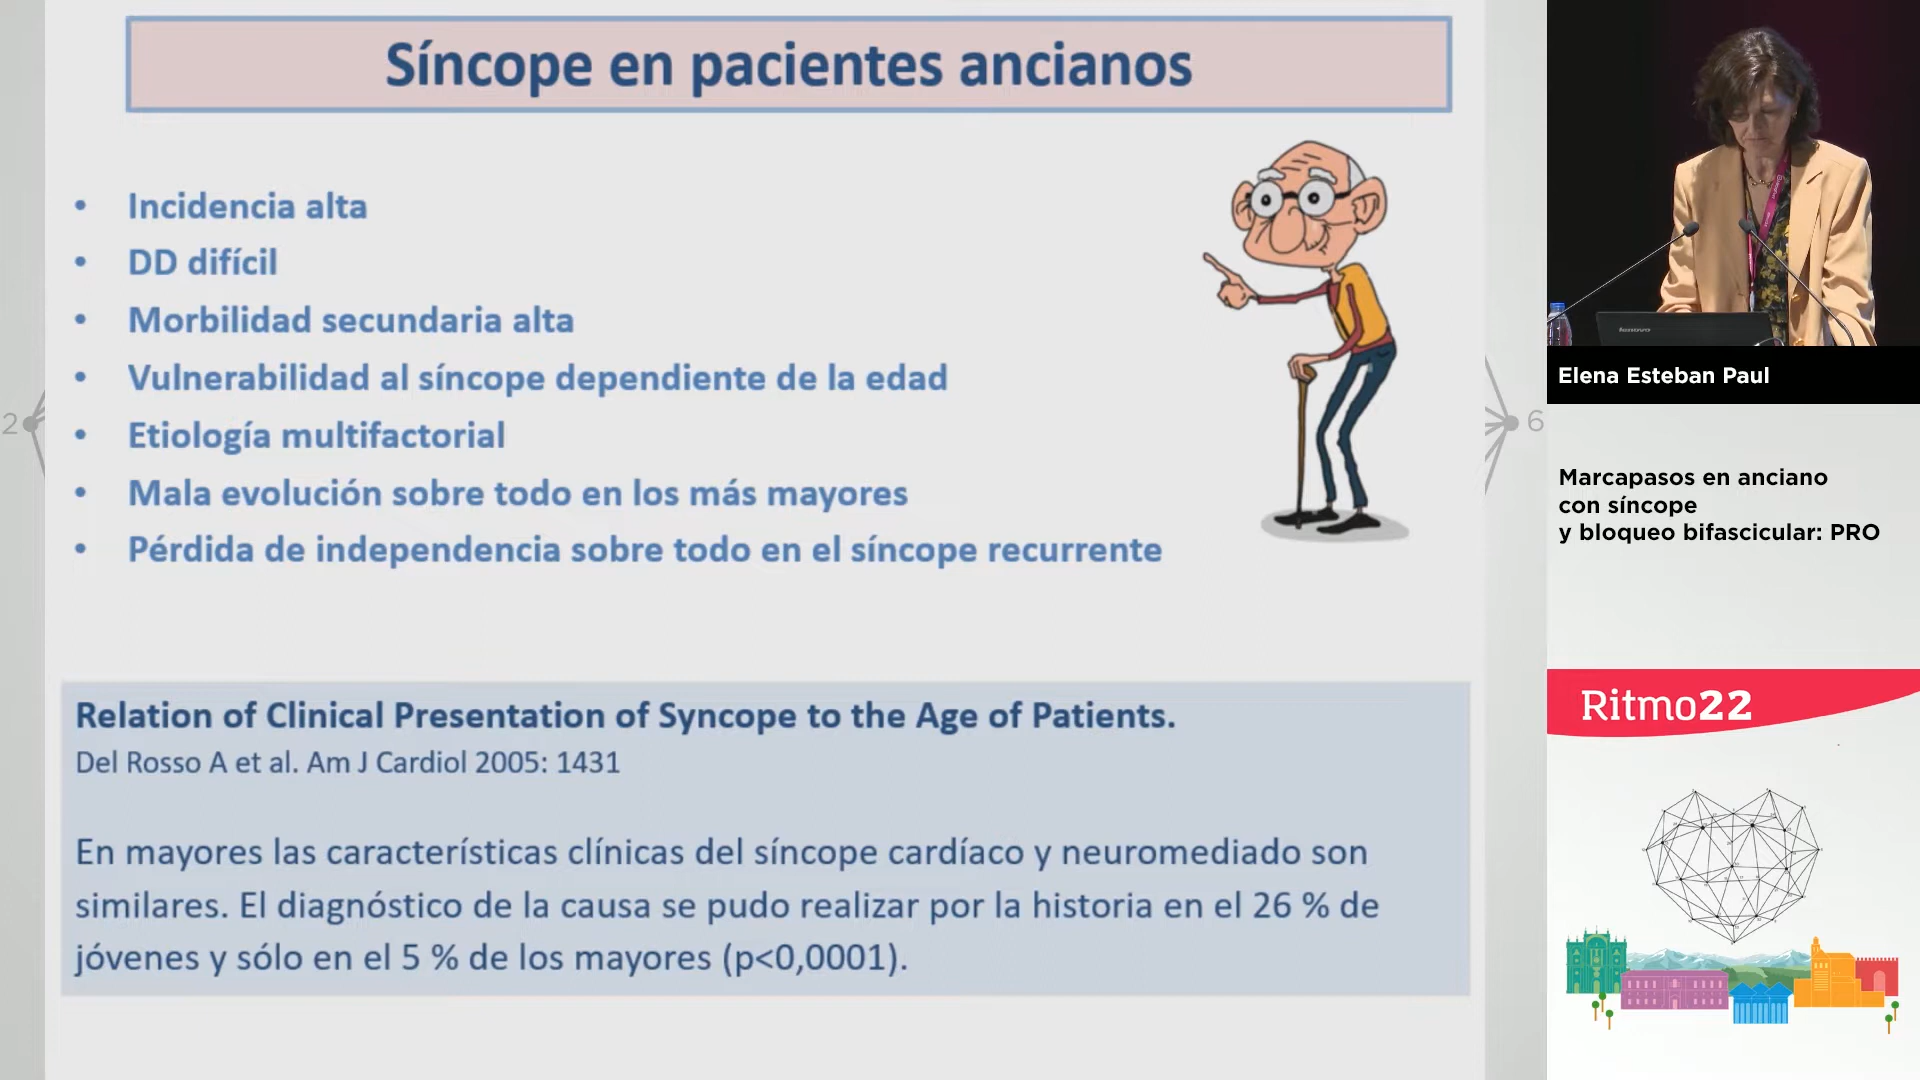 Síncope en pacientes ancianos
• Incidencia alta
• DD difícil
• Morbilidad secundaria alta
• Vulnerabilidad al síncope dependiente de la edad
• Etiología multifactorial
• Mala evolución sobre todo en los más mayores
• Pérdida de independencia sobre todo en el síncope recurrente
2
6
Relation of Clinical Presentation of Syncope to the Age of Patients.
Del Rosso A et al. Am J Cardiol 2005: 1431
En mayores las características clínicas del síncope cardíaco y neuromediado son
similares. El diagnóstico de la causa se pudo realizar por la historia en el 26 % de
jóvenes y sólo en el 5 % de los mayores (p<0,0001).
lenovo
Elena Esteban Paul
Marcapasos en anciano
con síncope
y bloqueo bifascicular: PRO
Ritmo22